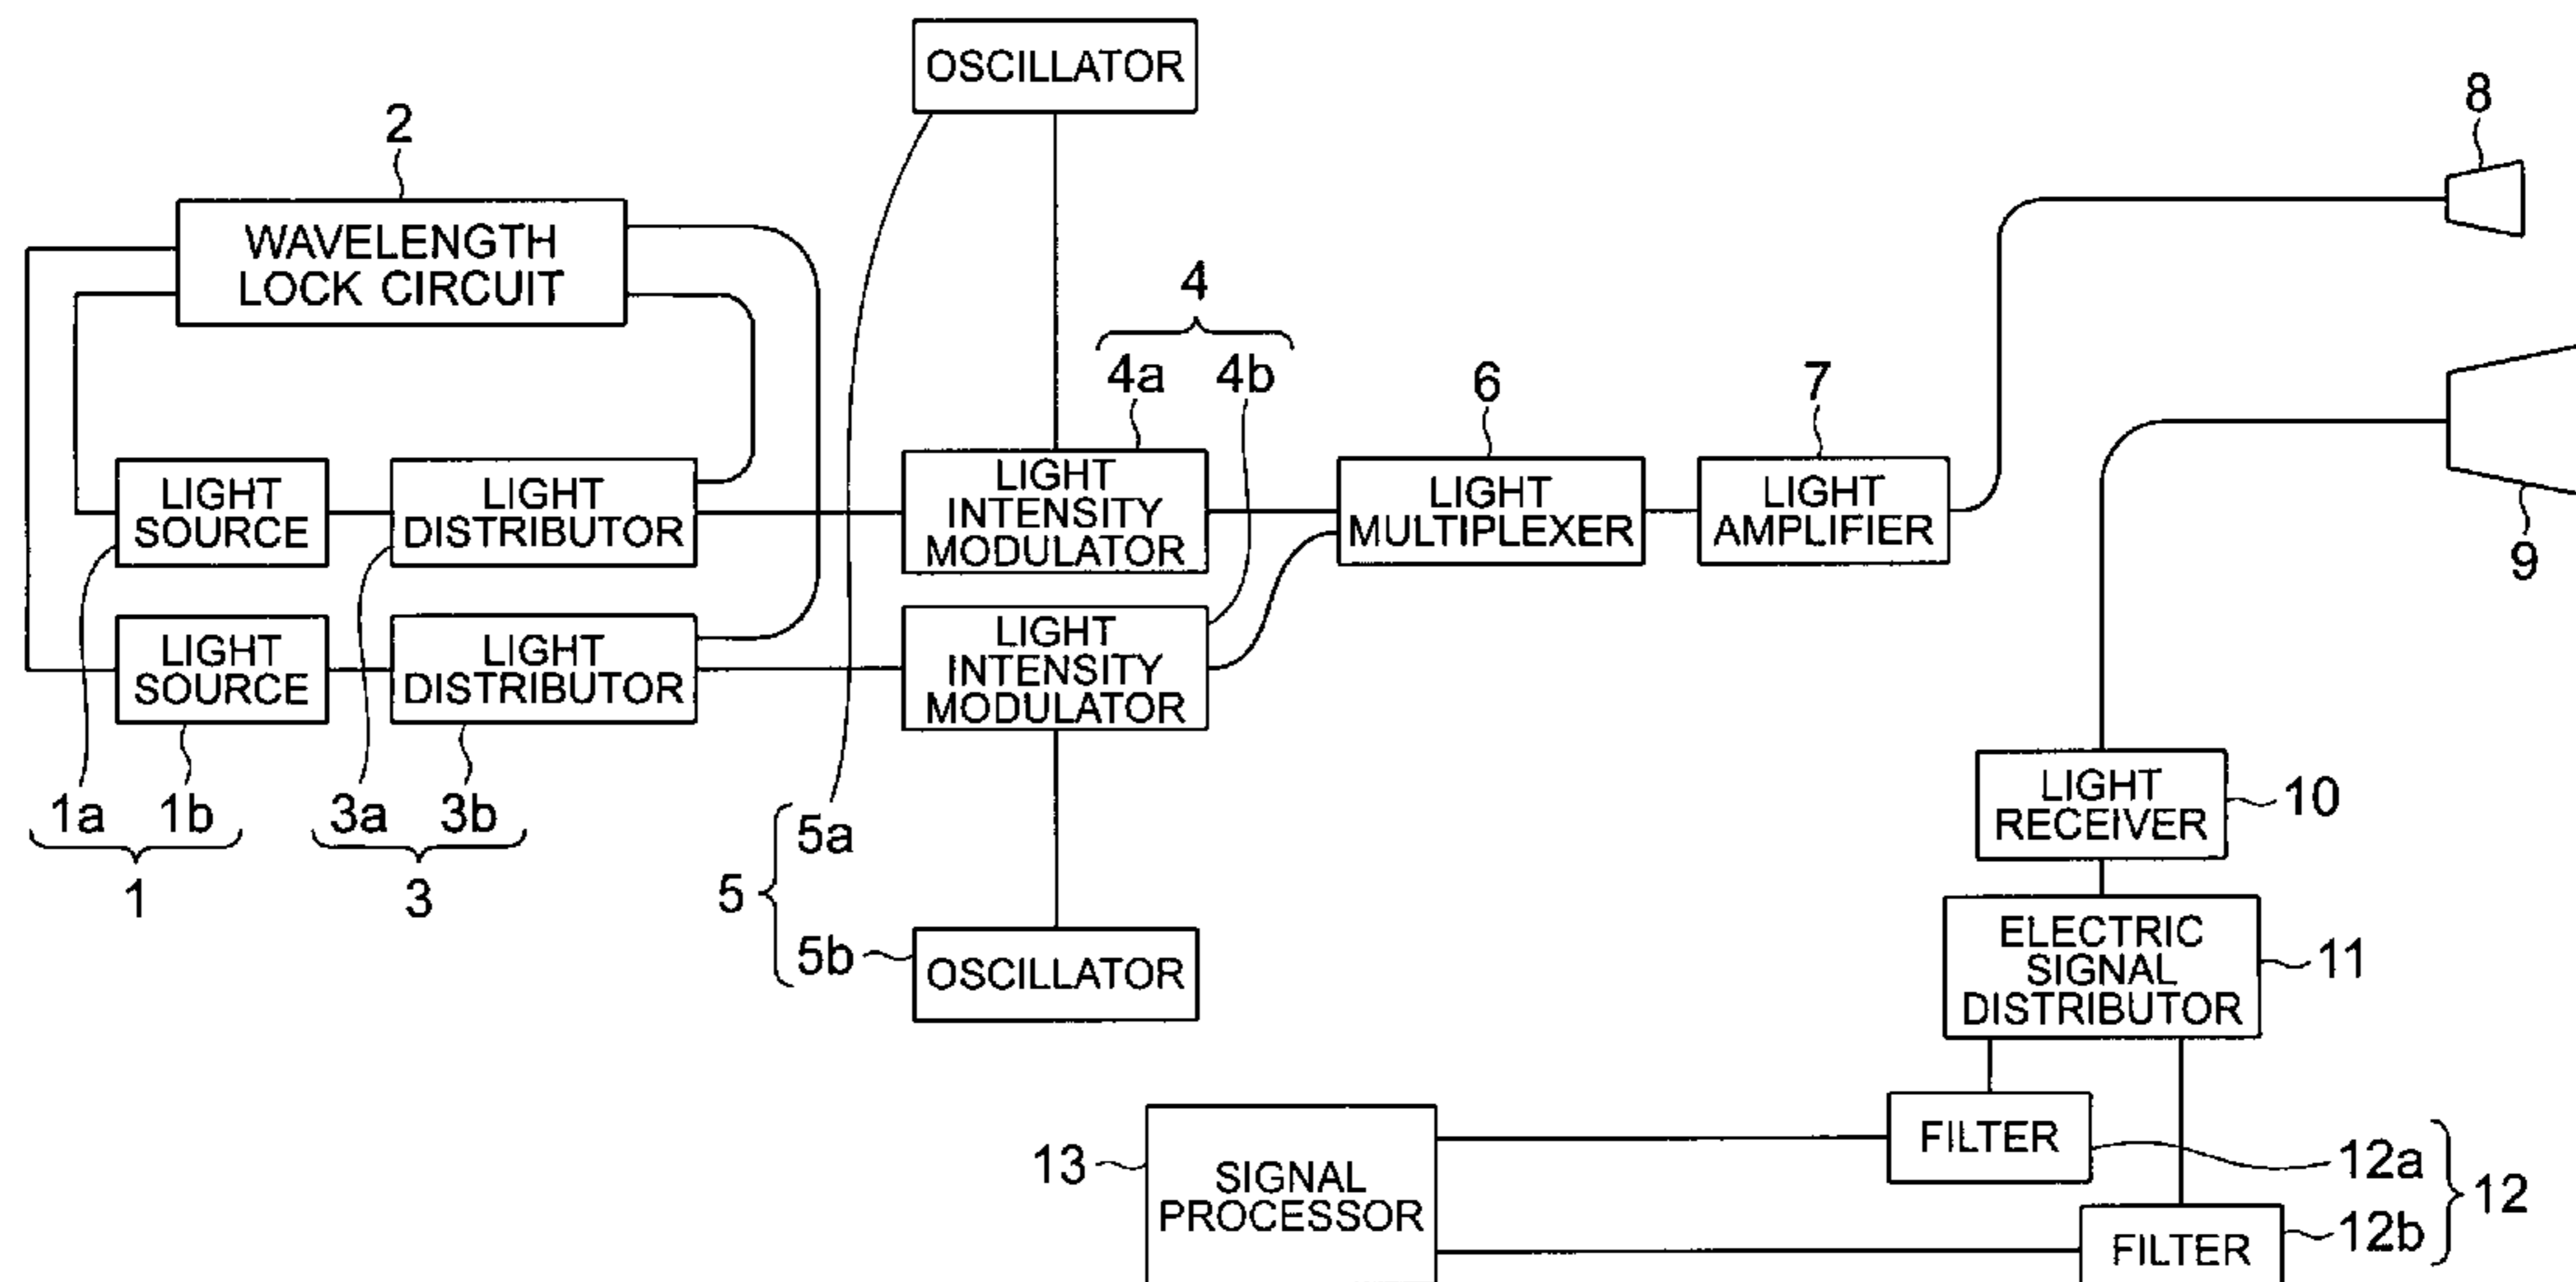 OSCILLATOR
8
2
WAVELENGTH
LOCK CIRCUIT
4
4a 4b
6
7
LIGHT
SOURCE
LIGHT
DISTRIBUTOR
LIGHT
INTENSITY
MODULATOR
LIGHT
MULTIPLEXER
LIGHT
AMPLIFIER
9
LIGHT
SOURCE
LIGHT
DISTRIBUTOR
LIGHT
INTENSITY
MODULATOR
1a 1b
3a 3b
1
3
5
5a
5b
OSCILLATOR
LIGHT
RECEIVER
10
ELECTRIC
SIGNAL
DISTRIBUTOR
11
13
SIGNAL
PROCESSOR
FILTER
12a
12
FILTER
12b